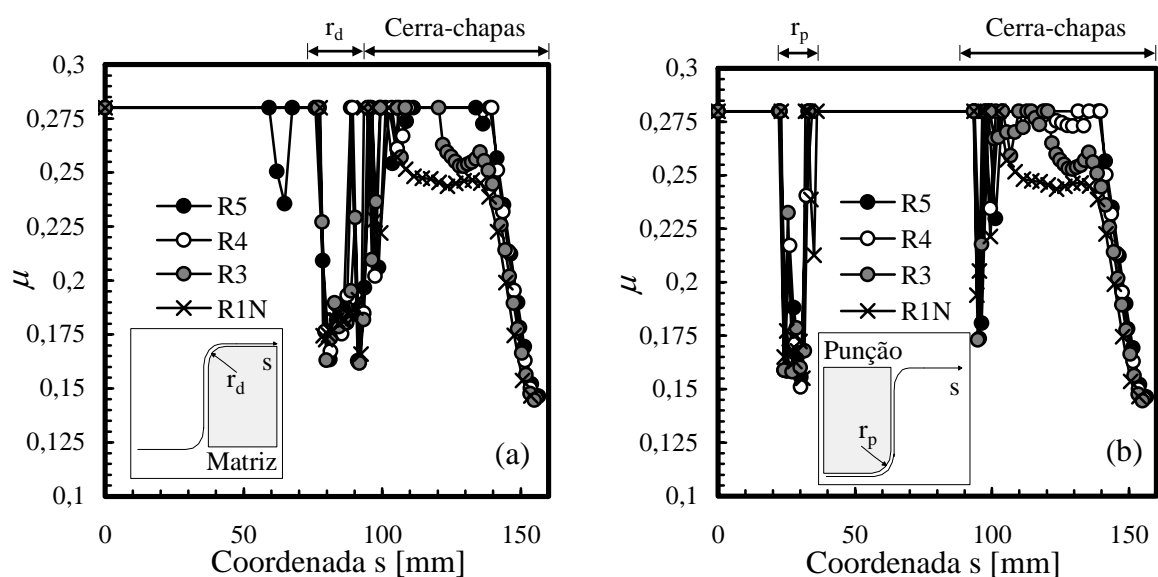 r_d
Cerra-chapas
0,3
0,275
0,25
0,225
0,2
0,175
0,15
0,125
0,1
μ
R5
R4
R3
R1N
s
r_d
Matriz
(a)
0
50
100
150
Coordenada s [mm]
r_p
Cerra-chapas
0,3
0,275
0,25
0,225
0,2
0,175
0,15
0,125
0,1
μ
R5
R4
R3
R1N
Punção
s
r_p
(b)
0
50
100
150
Coordenada s [mm]